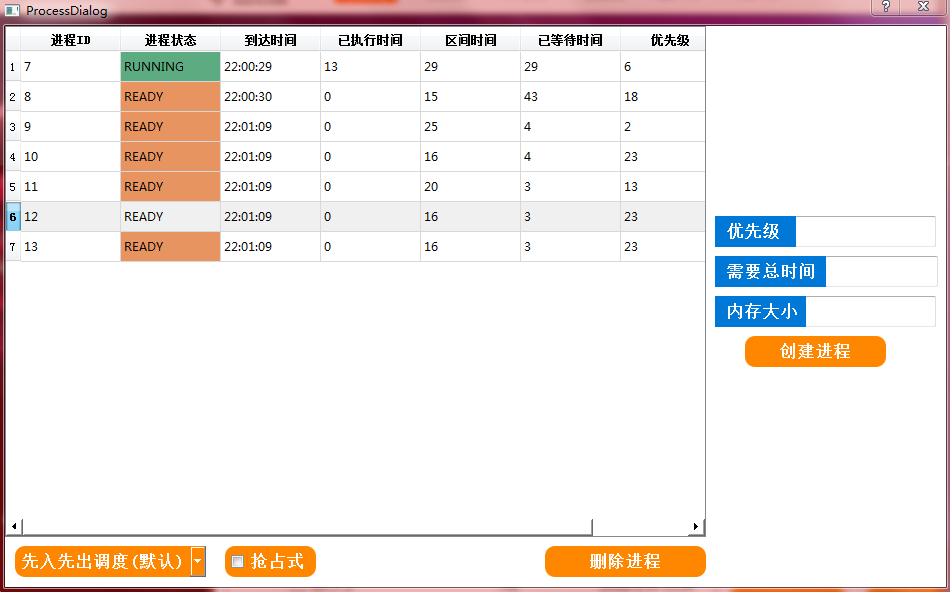 ProcessDialog
进程ID 进程状态 到达时间 已执行时间 区间时间 已等待时间 优先级
1 7 RUNNING 22:00:29 13 29 29 6
2 8 READY 22:00:30 0 15 43 18
3 9 READY 22:01:09 0 25 4 2
4 10 READY 22:01:09 0 16 4 23
5 11 READY 22:01:09 0 20 3 13
6 12 READY 22:01:09 0 16 3 23
7 13 READY 22:01:09 0 16 3 23
优先级
需要总时间
内存大小
创建进程
先入先出调度(默认) 抢占式 删除进程